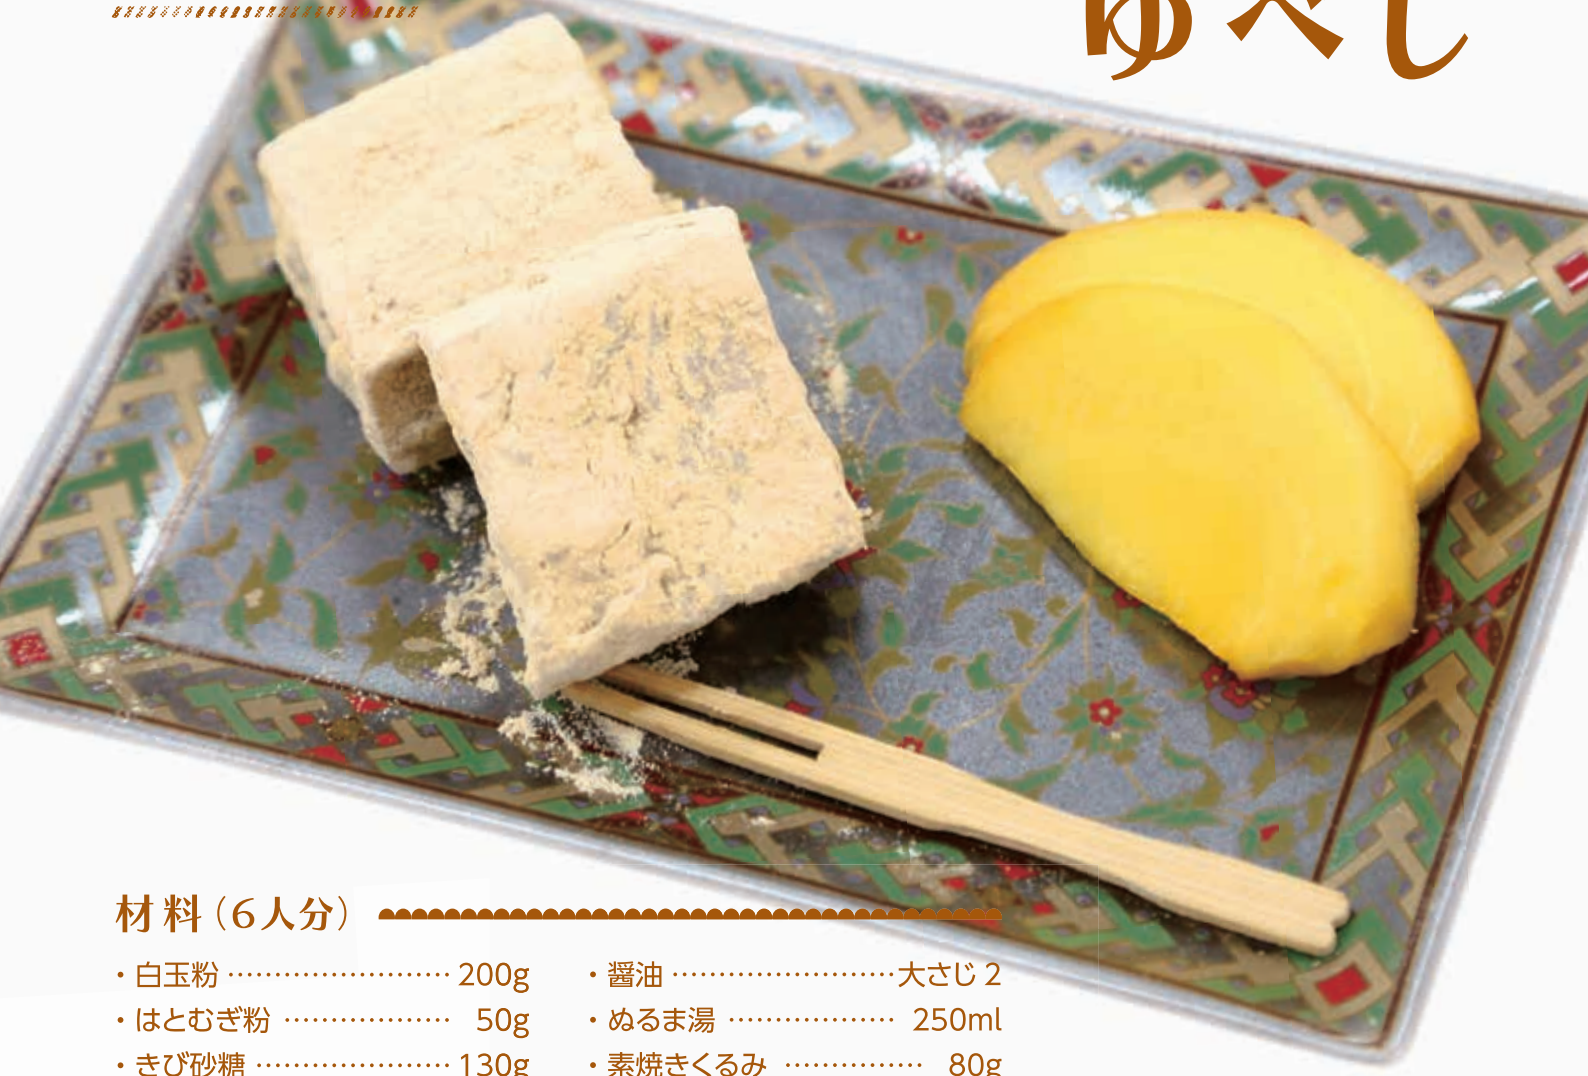 ゆべし
材料（6人分）
・白玉粉 ……………………… 200g
・はとむぎ粉 ……………… 50g
・きび砂糖 ………………… 130g
・醤油 ……………………大さじ 2
・ぬるま湯 ……………… 250ml
・素焼きくるみ …………… 80g